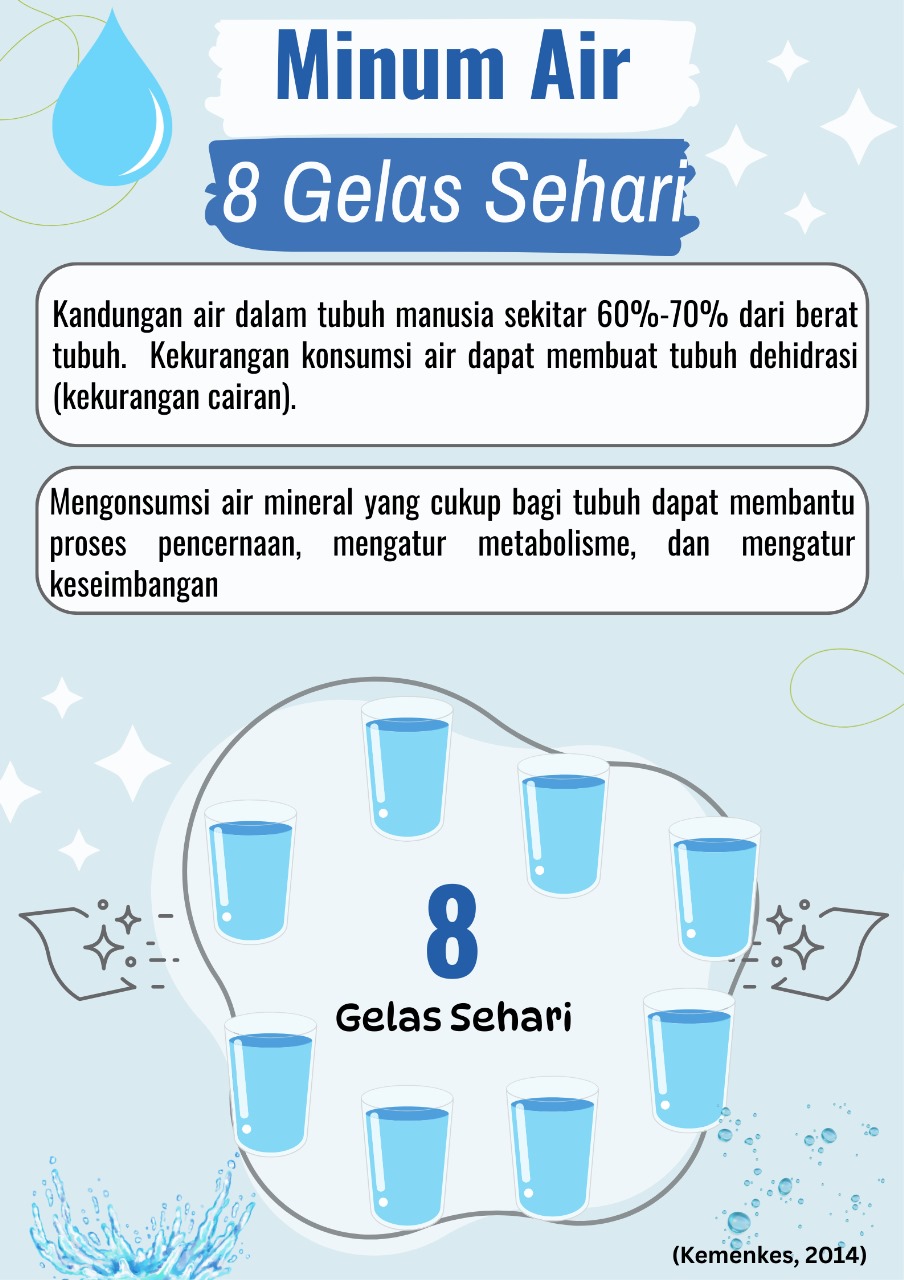 Minum Air
8 Gelas Sehari
Kandungan air dalam tubuh manusia sekitar 60%-70% dari berat
tubuh. Kekurangan konsumsi air dapat membuat tubuh dehidrasi
(kekurangan cairan).
Mengonsumsi air mineral yang cukup bagi tubuh dapat membantu
proses pencernaan, mengatur metabolisme, dan mengatur
keseimbangan
8
Gelas Sehari
(Kemenkes, 2014)